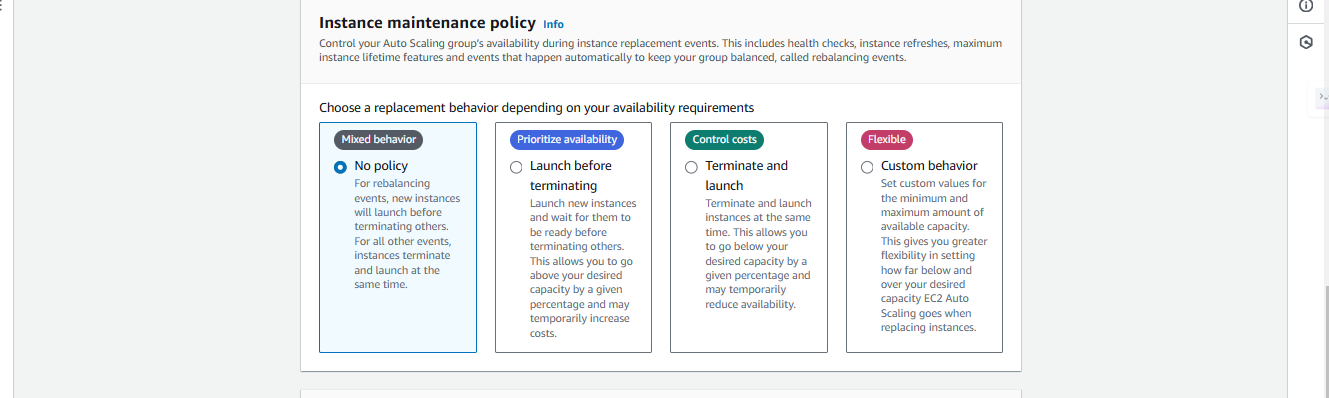 Instance maintenance policy Info
Control your Auto Scaling group's availability during instance replacement events. This includes health checks, instance refreshes, maximum
instance lifetime features and events that happen automatically to keep your group balanced, called rebalancing events.
Choose a replacement behavior depending on your availability requirements
Mixed behavior
No policy
For rebalancing
events, new instances
will launch before
terminating others.
For all other events,
instances terminate
and launch at the
same time.
Prioritize availability
Launch before
terminating
Launch new instances
and wait for them to
be ready before
terminating others.
This allows you to go
above your desired
capacity by a given
percentage and may
temporarily increase
costs.
Control costs
Terminate and
launch
Terminate and launch
instances at the same
time. This allows you
to go below your
desired capacity by a
given percentage and
may temporarily
reduce availability.
Flexible
Custom behavior
Set custom values for
the minimum and
maximum amount of
available capacity.
This gives you greater
flexibility in setting
how far below and
over your desired
capacity EC2 Auto
Scaling goes when
replacing instances.